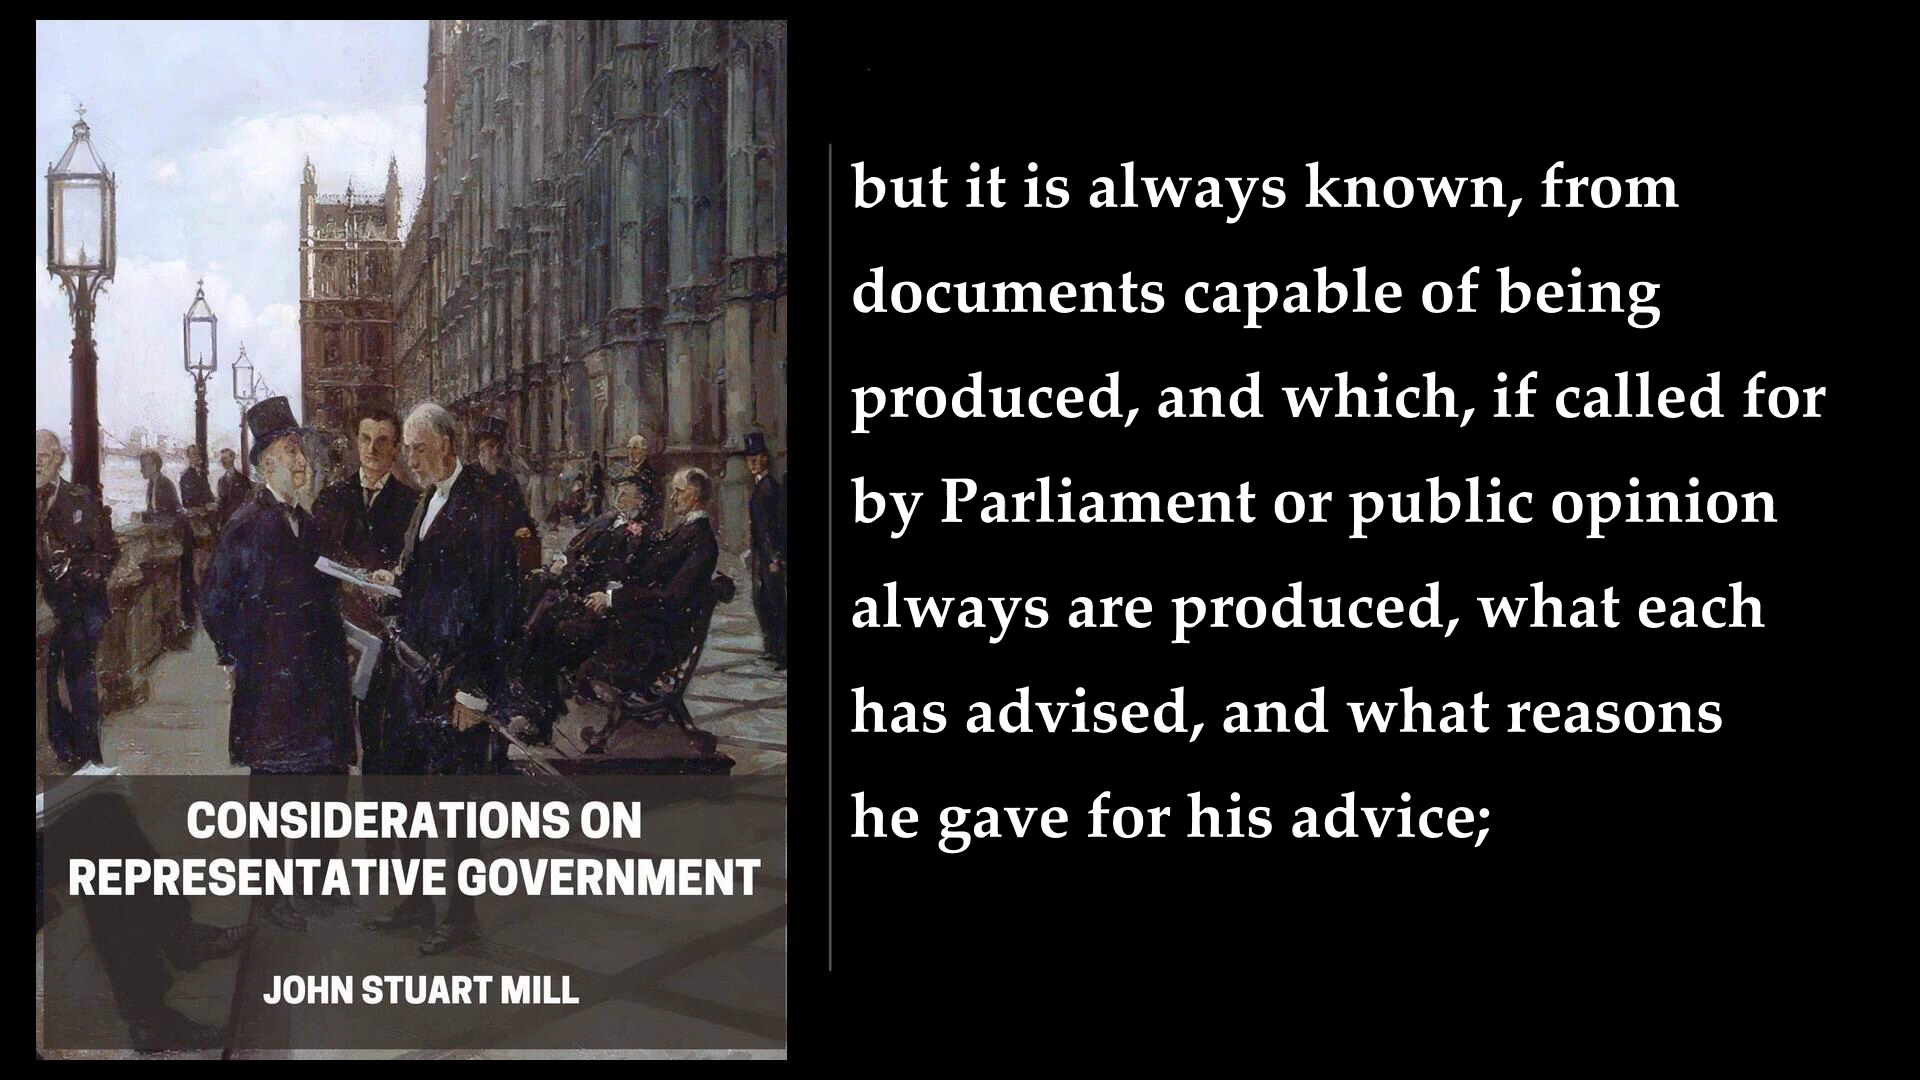 CONSIDERATIONS ON
REPRESENTATIVE GOVERNMENT
JOHN STUART MILL
but it is always known, from
documents capable of being
produced, and which, if called for
by Parliament or public opinion
always are produced, what each
has advised, and what reasons
he gave for his advice;